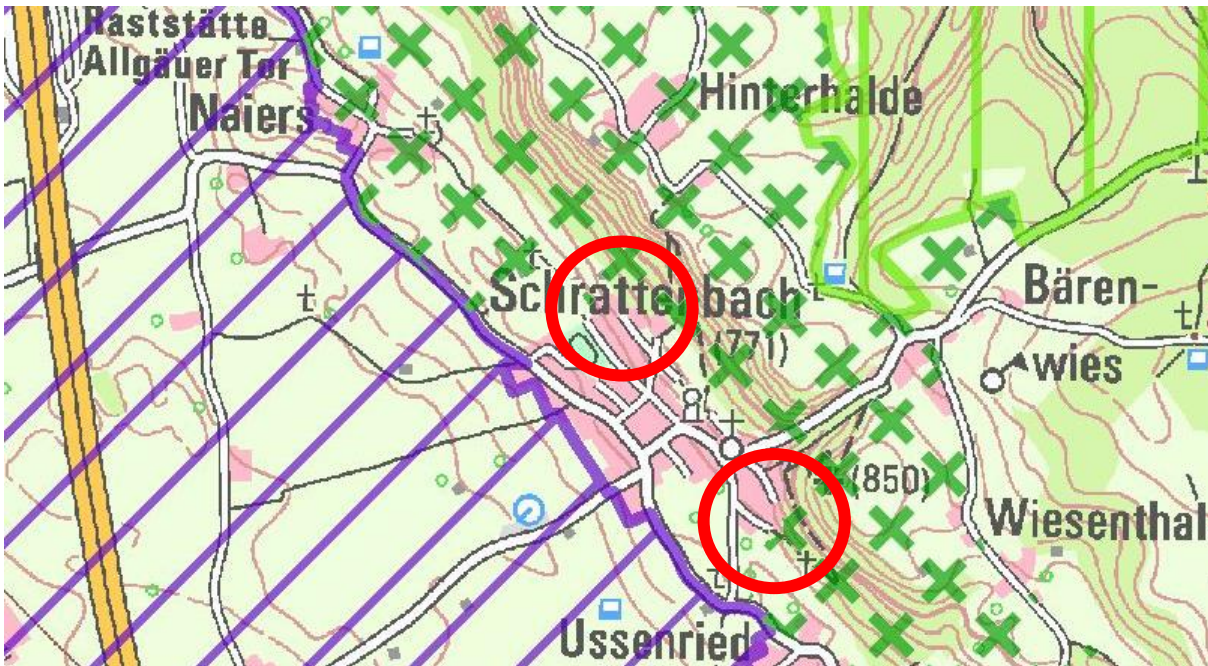 Raststätte
Allgäuer Tor
Naiers
Hinterhalde
Schrattenbach
(771)
Bären-
wies
(850)
Wiesenthal
Ussenried